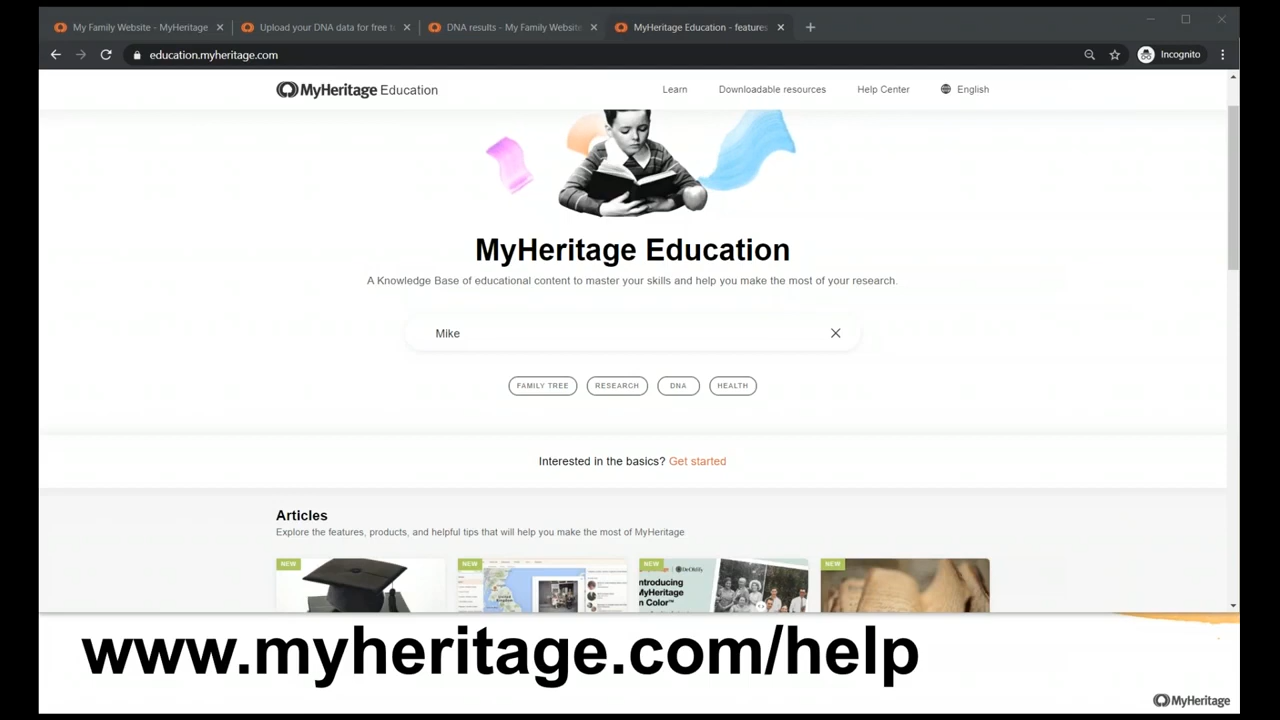 My Family Website - MyHeritage
Upload your DNA data for free t
DNA results - My Family Website
MyHeritage Education - features
education.myheritage.com
Incognito
MyHeritage Education
Learn
Downloadable resources
Help Center
English
MyHeritage Education
A Knowledge Base of educational content to master your skills and help you make the most of your research.
Mike
FAMILY TREE
RESEARCH
DNA
HEALTH
Interested in the basics? Get started
Articles
Explore the features, products, and helpful tips that will help you make the most of MyHeritage
NEW
NEW
NEW
NEW
ntroducing
MyHeritage
n Color™
www.myheritage.com/help
MyHeritage